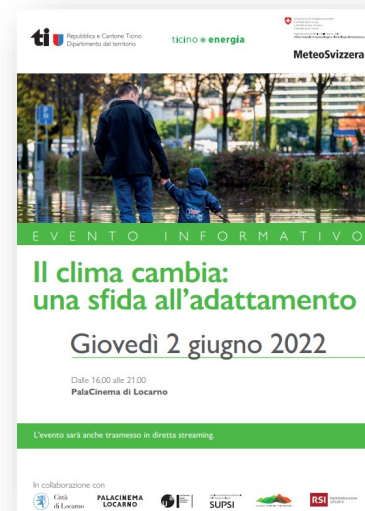 ti
Repubblica e Cantone Ticino
Dipartimento del territorio
ticino energia
MeteoSvizzera
EVENTO INFORMATIVO
Il clima cambia:
una sfida all'adattamento
Giovedì 2 giugno 2022
Dalle 16.00 alle 21.00
PalaCinema di Locarno
L'evento sarà anche trasmesso in diretta streaming.
In collaborazione con
Città
di Locarno
PALACINEMA
LOCARNO
SUPSI
RSI